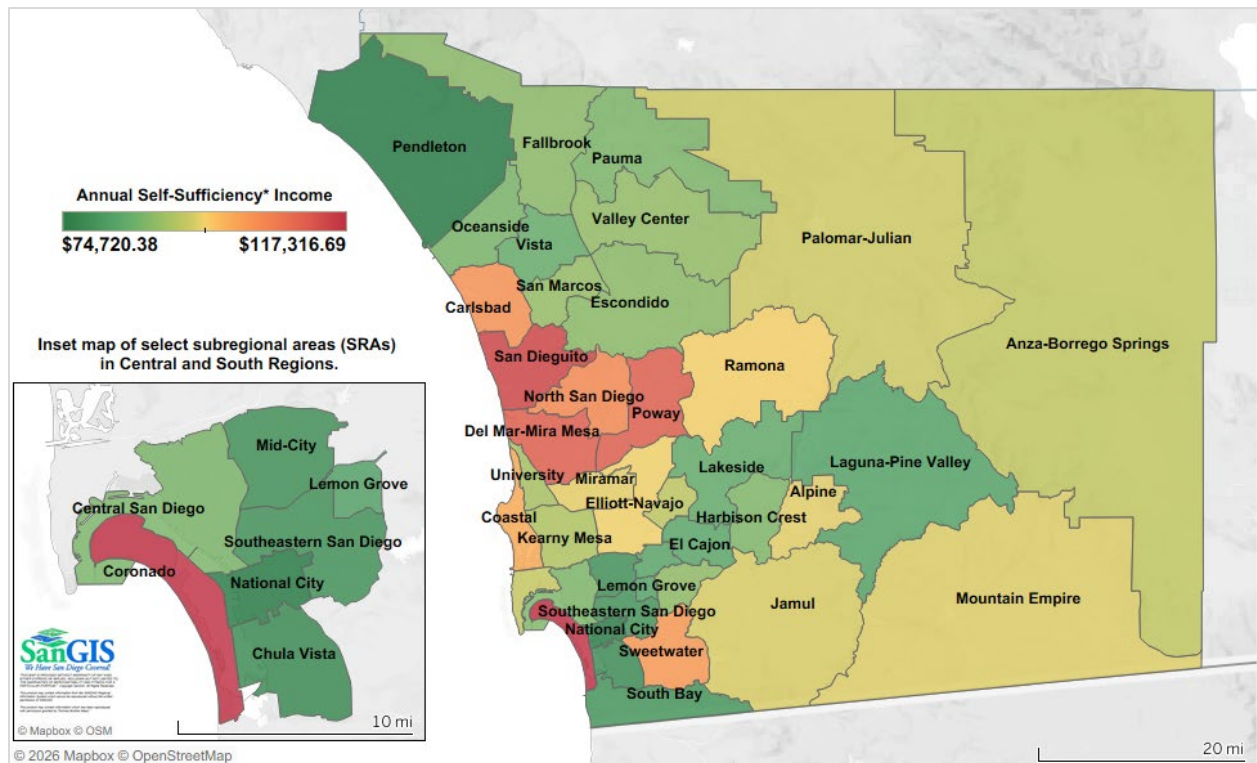 Annual Self-Sufficiency* Income
$74,720.38 $117,316.69
Pendleton
Fallbrook
Pauma
Oceanside
Vista
Valley Center
Palomar-Julian
San Marcos
Carlsbad
Escondido
San Dieguito
Ramona
Anza-Borrego Springs
North San Diego
Poway
Del Mar-Mira Mesa
University
Miramar
Lakeside
Laguna-Pine Valley
Elliott-Navajo
Alpine
Coastal
Harbison Crest
Kearny Mesa
El Cajon
Lemon Grove
Southeastern San Diego
Jamul
Mountain Empire
National City
Sweetwater
South Bay
20 mi
Inset map of select subregional areas (SRAs)
in Central and South Regions.
Mid-City
Lemon Grove
Central San Diego
Southeastern San Diego
Coronado
National City
Chula Vista
SanGIS
We Have San Diego Covered!
10 mi
© Mapbox © OSM
© 2026 Mapbox © OpenStreetMap